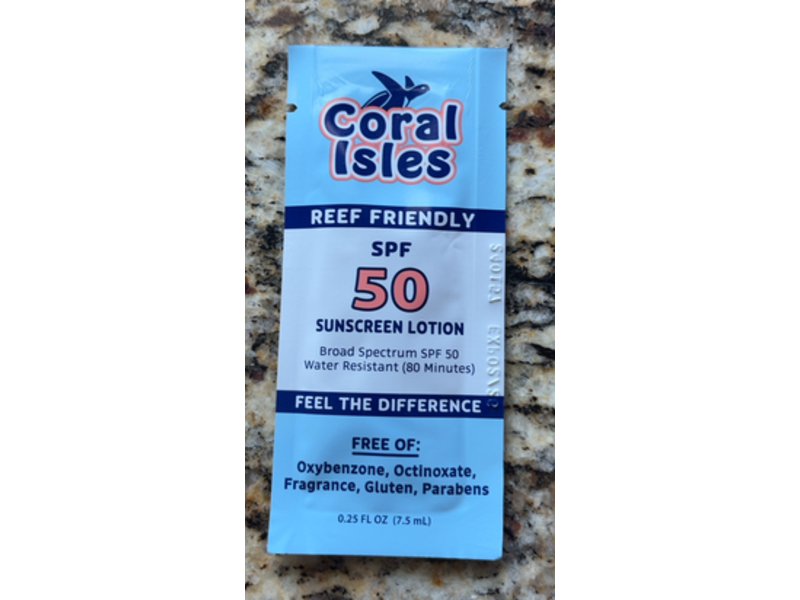 Coral
Isles
REEF FRIENDLY
SPF
50
SUNSCREEN LOTION
Broad Spectrum SPF 50
Water Resistant (80 Minutes)
FEEL THE DIFFERENCE
FREE OF:
Oxybenzone, Octinoxate,
Fragrance, Gluten, Parabens
0.25 FL OZ (7.5 mL)